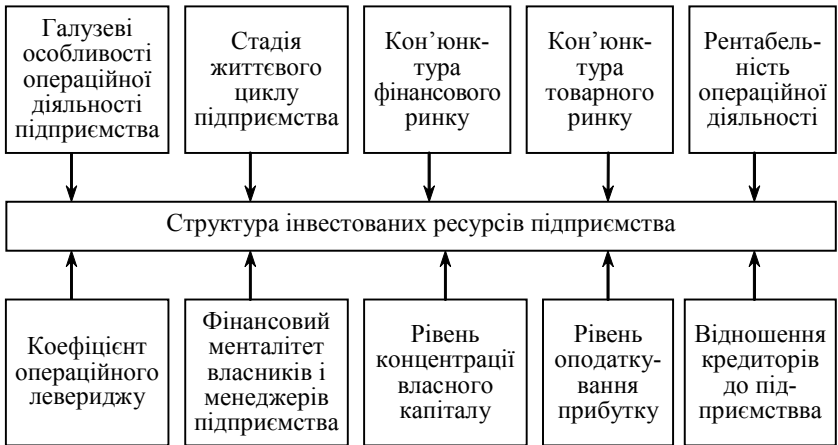 Галузеві
особливості
операційної
діяльності
підприємства
Стадія
життєвого
циклу
підприємства
Кон’юнк-
тура
фінансового
ринку
Кон’юнк-
тура
товарного
ринку
Рентабель-
ність
операційної
діяльності
Структура інвестованих ресурсів підприємства
Коефіцієнт
операційного
левериджу
Фінансовий
менталітет
власників і
менеджерів
підприємства
Рівень
концентрації
власного
капіталу
Рівень
оподатку-
вання
прибутку
Відношення
кредиторів
до під-
приємствва